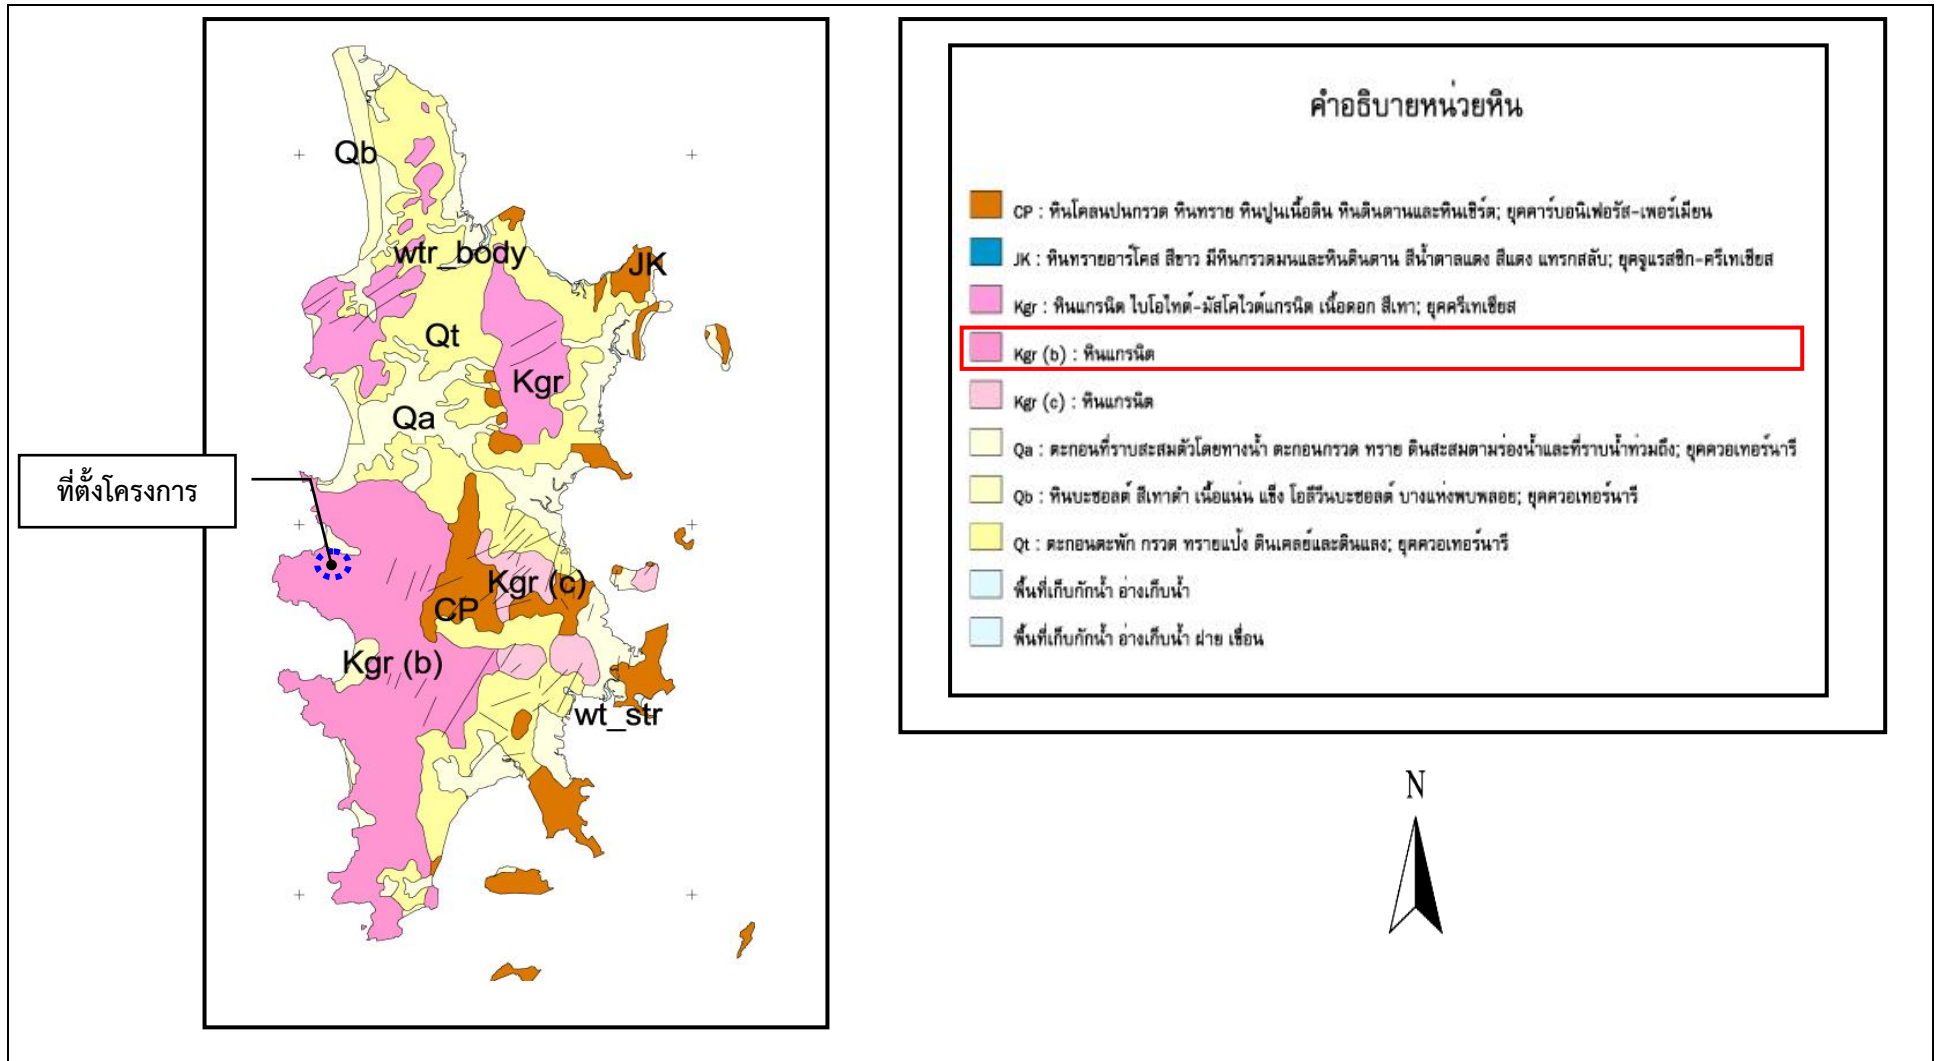 Qb
wtr_body
JK
Qt
Kgr
Qa
ที่ตั้งโครงการ
Kgr (c)
CP
Kgr (b)
wt_str
คำอธิบายหน่วยหิน
CP : หินโคลนปนกรวด หินทราย หินปูนเนื้อดิน หินดินดานและหินเชิร์ต; ยุคคาร์บอนิเฟอรัส-เพอร์เมียน
JK : หินทรายอาร์โคส สีขาว มีหินกรวดมนและหินดินดาน สีน้ำตาลแดง สีแดง แทรกสลับ; ยุคจูแรสซิก-ครีเทเชียส
Kgr : หินแกรนิต ไบโอไทต์-มัสโคไวต์แกรนิต เนื้อดอก สีเทา; ยุคครีเทเชียส
Kgr (b) : หินแกรนิต
Kgr (c) : หินแกรนิต
Qa : ตะกอนที่ราบสะสมตัวโดยทางน้ำ ตะกอนกรวด ทราย ดินสะสมตามร่องน้ำและที่ราบน้ำท่วมถึง; ยุคควอเทอร์นารี
Qb : หินบะซอลต์ สีเทาดำ เนื้อแน่น แข็ง โอลิวีนบะซอลต์ บางแห่งพบพลอย; ยุคควอเทอร์นารี
Qt : ตะกอนตะพัก กรวด ทรายแป้ง ดินเคลย์และดินแลง; ยุคควอเทอร์นารี
พื้นที่เก็บกักน้ำ อ่างเก็บน้ำ
พื้นที่เก็บกักน้ำ อ่างเก็บน้ำ ฝาย เขื่อน
N